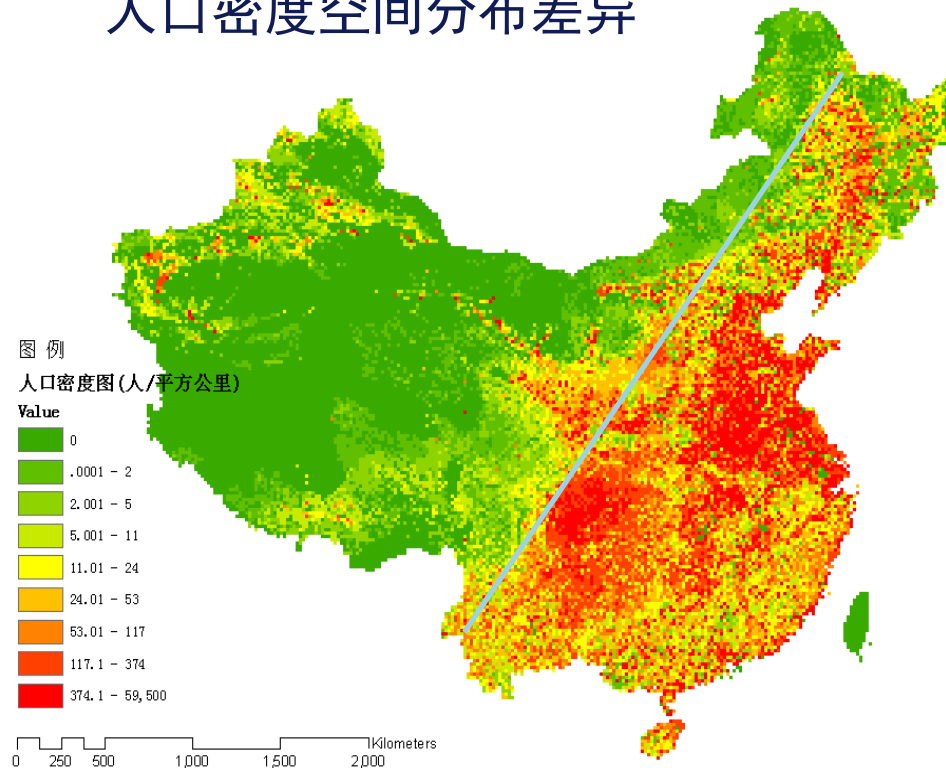 人口密度空间分布差异
图 例
人口密度图(人/平方公里)
Value
0
.0001 - 2
2.001 - 5
5.001 - 11
11.01 - 24
24.01 - 53
53.01 - 117
117.1 - 374
374.1 - 59,500
Kilometers
0 250 500 1,000 1,500 2,000